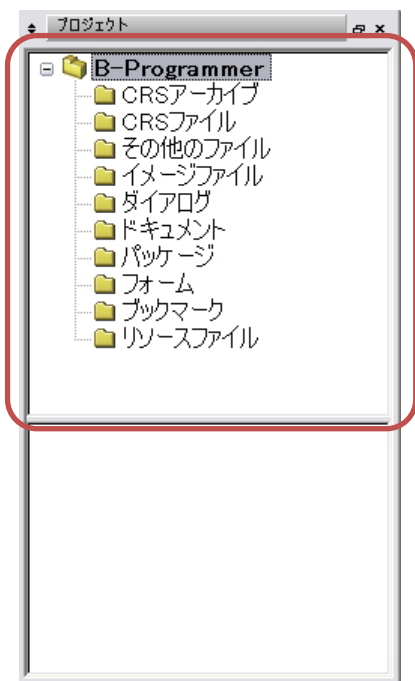 プロジェクト
B-Programmer
CRSアーカイブ
CRSファイル
その他のファイル
イメージファイル
ダイアログ
ドキュメント
パッケージ
フォーム
ブックマーク
リソースファイル